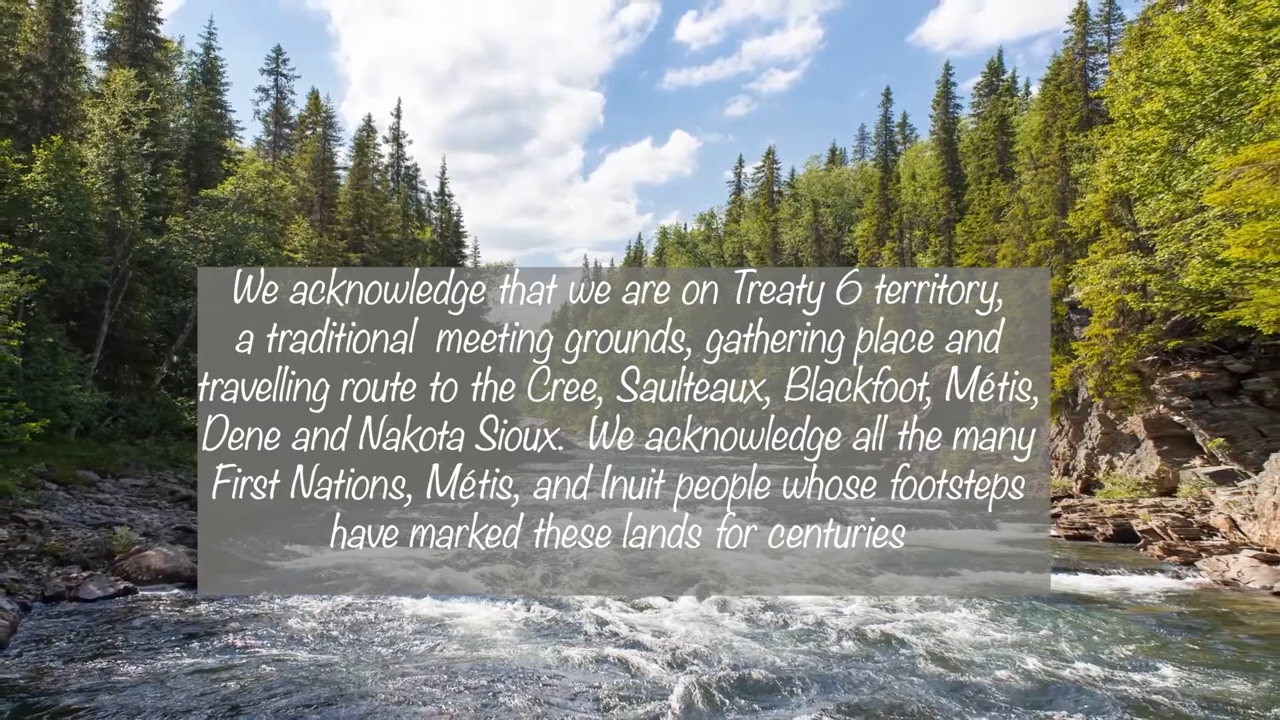 We acknowledge that we are on Treaty 6 territory,
a traditional meeting grounds, gathering place and
travelling route to the Cree, Saulteaux, Blackfoot, Métis,
Dene and Nakota Sioux. We acknowledge all the many
First Nations, Métis, and Inuit people whose footsteps
have marked these lands for centuries